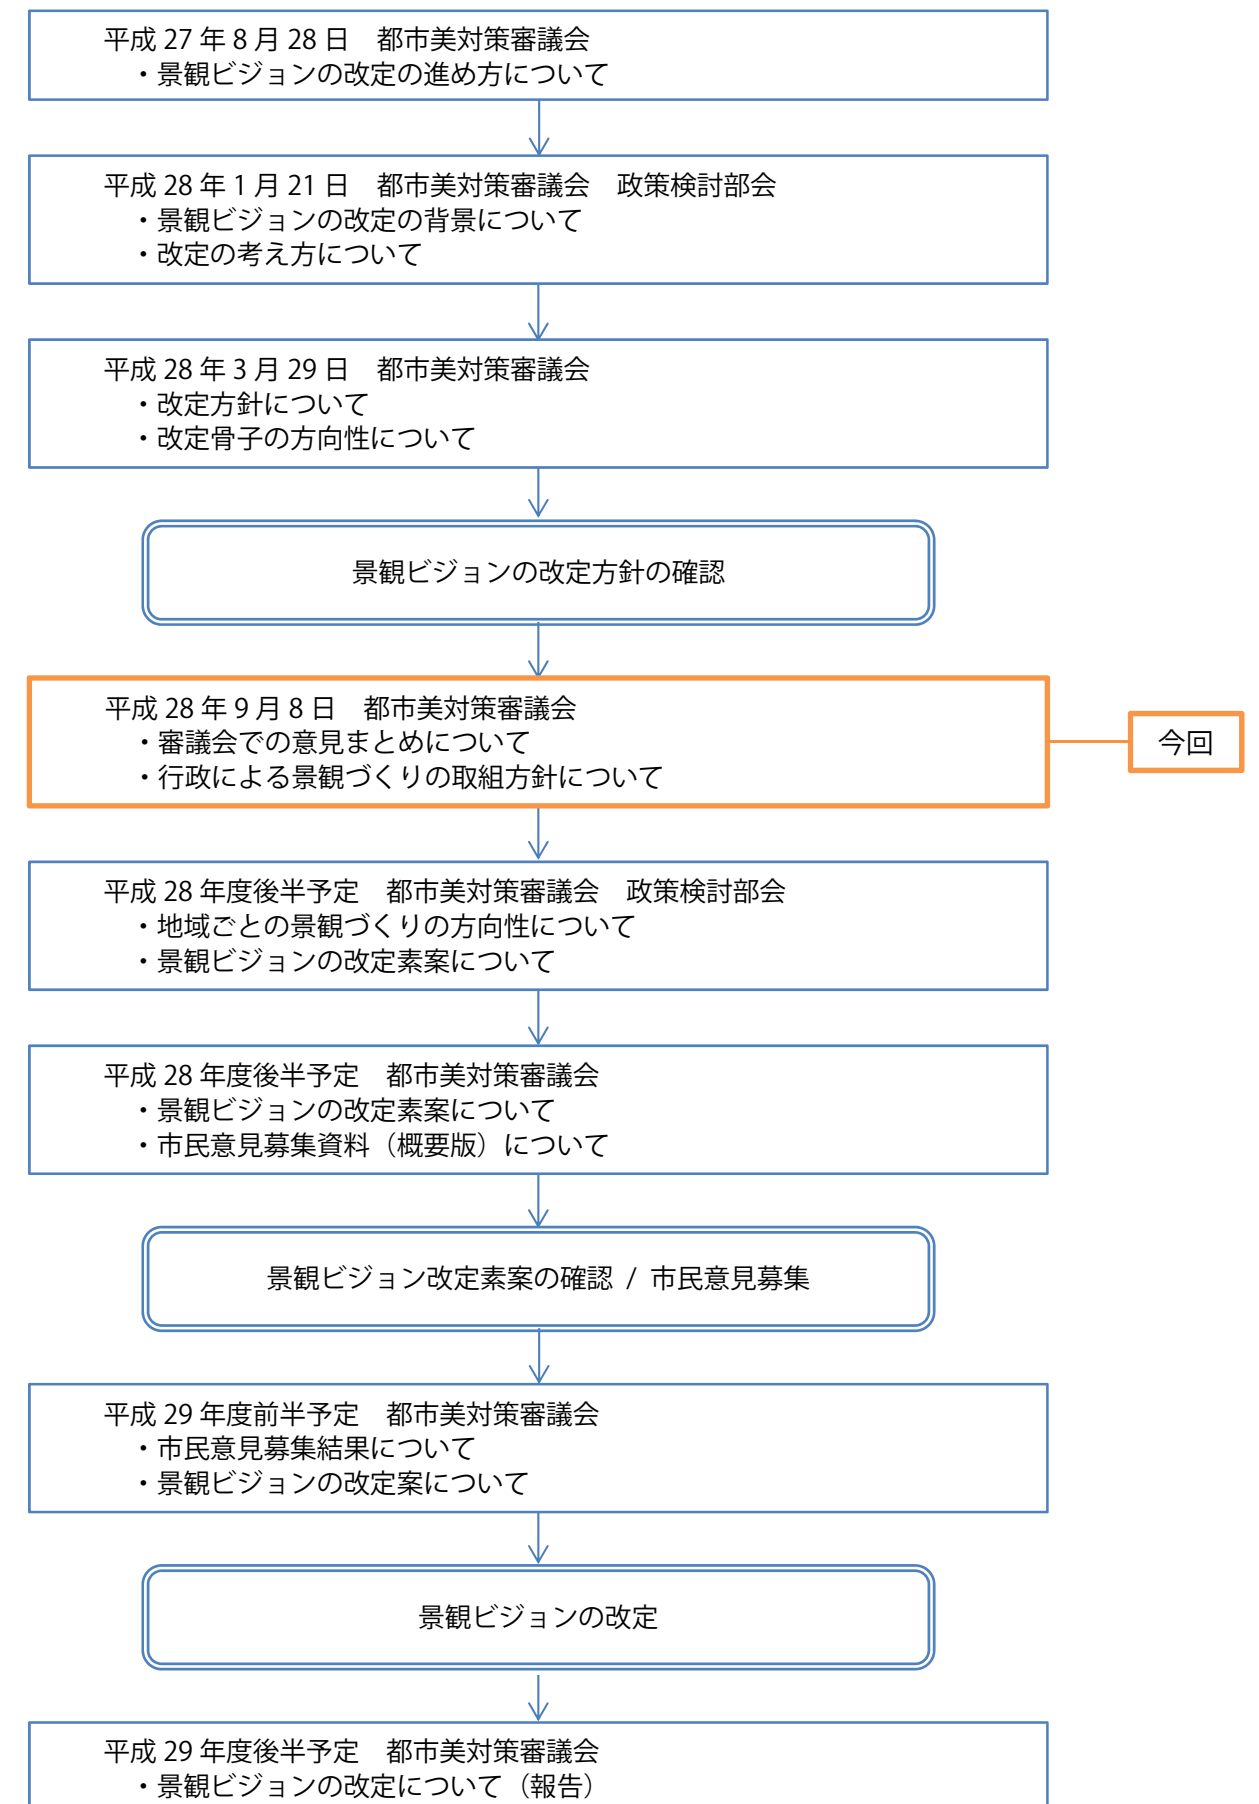 平成 27 年 8 月 28 日　都市美対策審議会
・景観ビジョンの改定の進め方について
平成 28 年 1 月 21 日　都市美対策審議会　政策検討部会
・景観ビジョンの改定の背景について
・改定の考え方について
平成 28 年 3 月 29 日　都市美対策審議会
・改定方針について
・改定骨子の方向性について
景観ビジョンの改定方針の確認
平成 28 年 9 月 8 日　都市美対策審議会
・審議会での意見まとめについて
・行政による景観づくりの取組方針について
今回
平成 28 年度後半予定　都市美対策審議会　政策検討部会
・地域ごとの景観づくりの方向性について
・景観ビジョンの改定素案について
平成 28 年度後半予定　都市美対策審議会
・景観ビジョンの改定素案について
・市民意見募集資料（概要版）について
景観ビジョン改定素案の確認 / 市民意見募集
平成 29 年度前半予定　都市美対策審議会
・市民意見募集結果について
・景観ビジョンの改定案について
景観ビジョンの改定
平成 29 年度後半予定　都市美対策審議会
・景観ビジョンの改定について（報告）